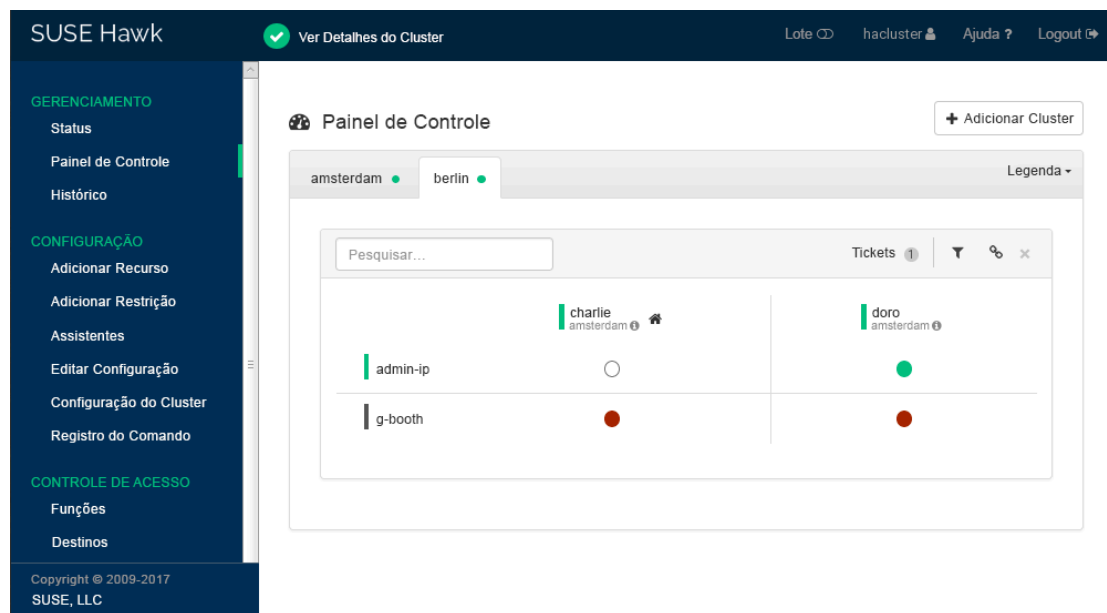 SUSE Hawk
Ver Detalhes do Cluster
Lote
hacluster
Ajuda ?
Logout
GERENCIAMENTO
Status
Painel de Controle
Histórico
CONFIGURAÇÃO
Adicionar Recurso
Adicionar Restrição
Assistentes
Editar Configuração
Configuração do Cluster
Registro do Comando
CONTROLE DE ACESSO
Funções
Destinos
Copyright © 2009-2017
SUSE, LLC
Painel de Controle
+ Adicionar Cluster
amsterdam
berlin
Legenda
Pesquisar...
Tickets 1
charlie
amsterdam
doro
amsterdam
admin-ip
g-booth